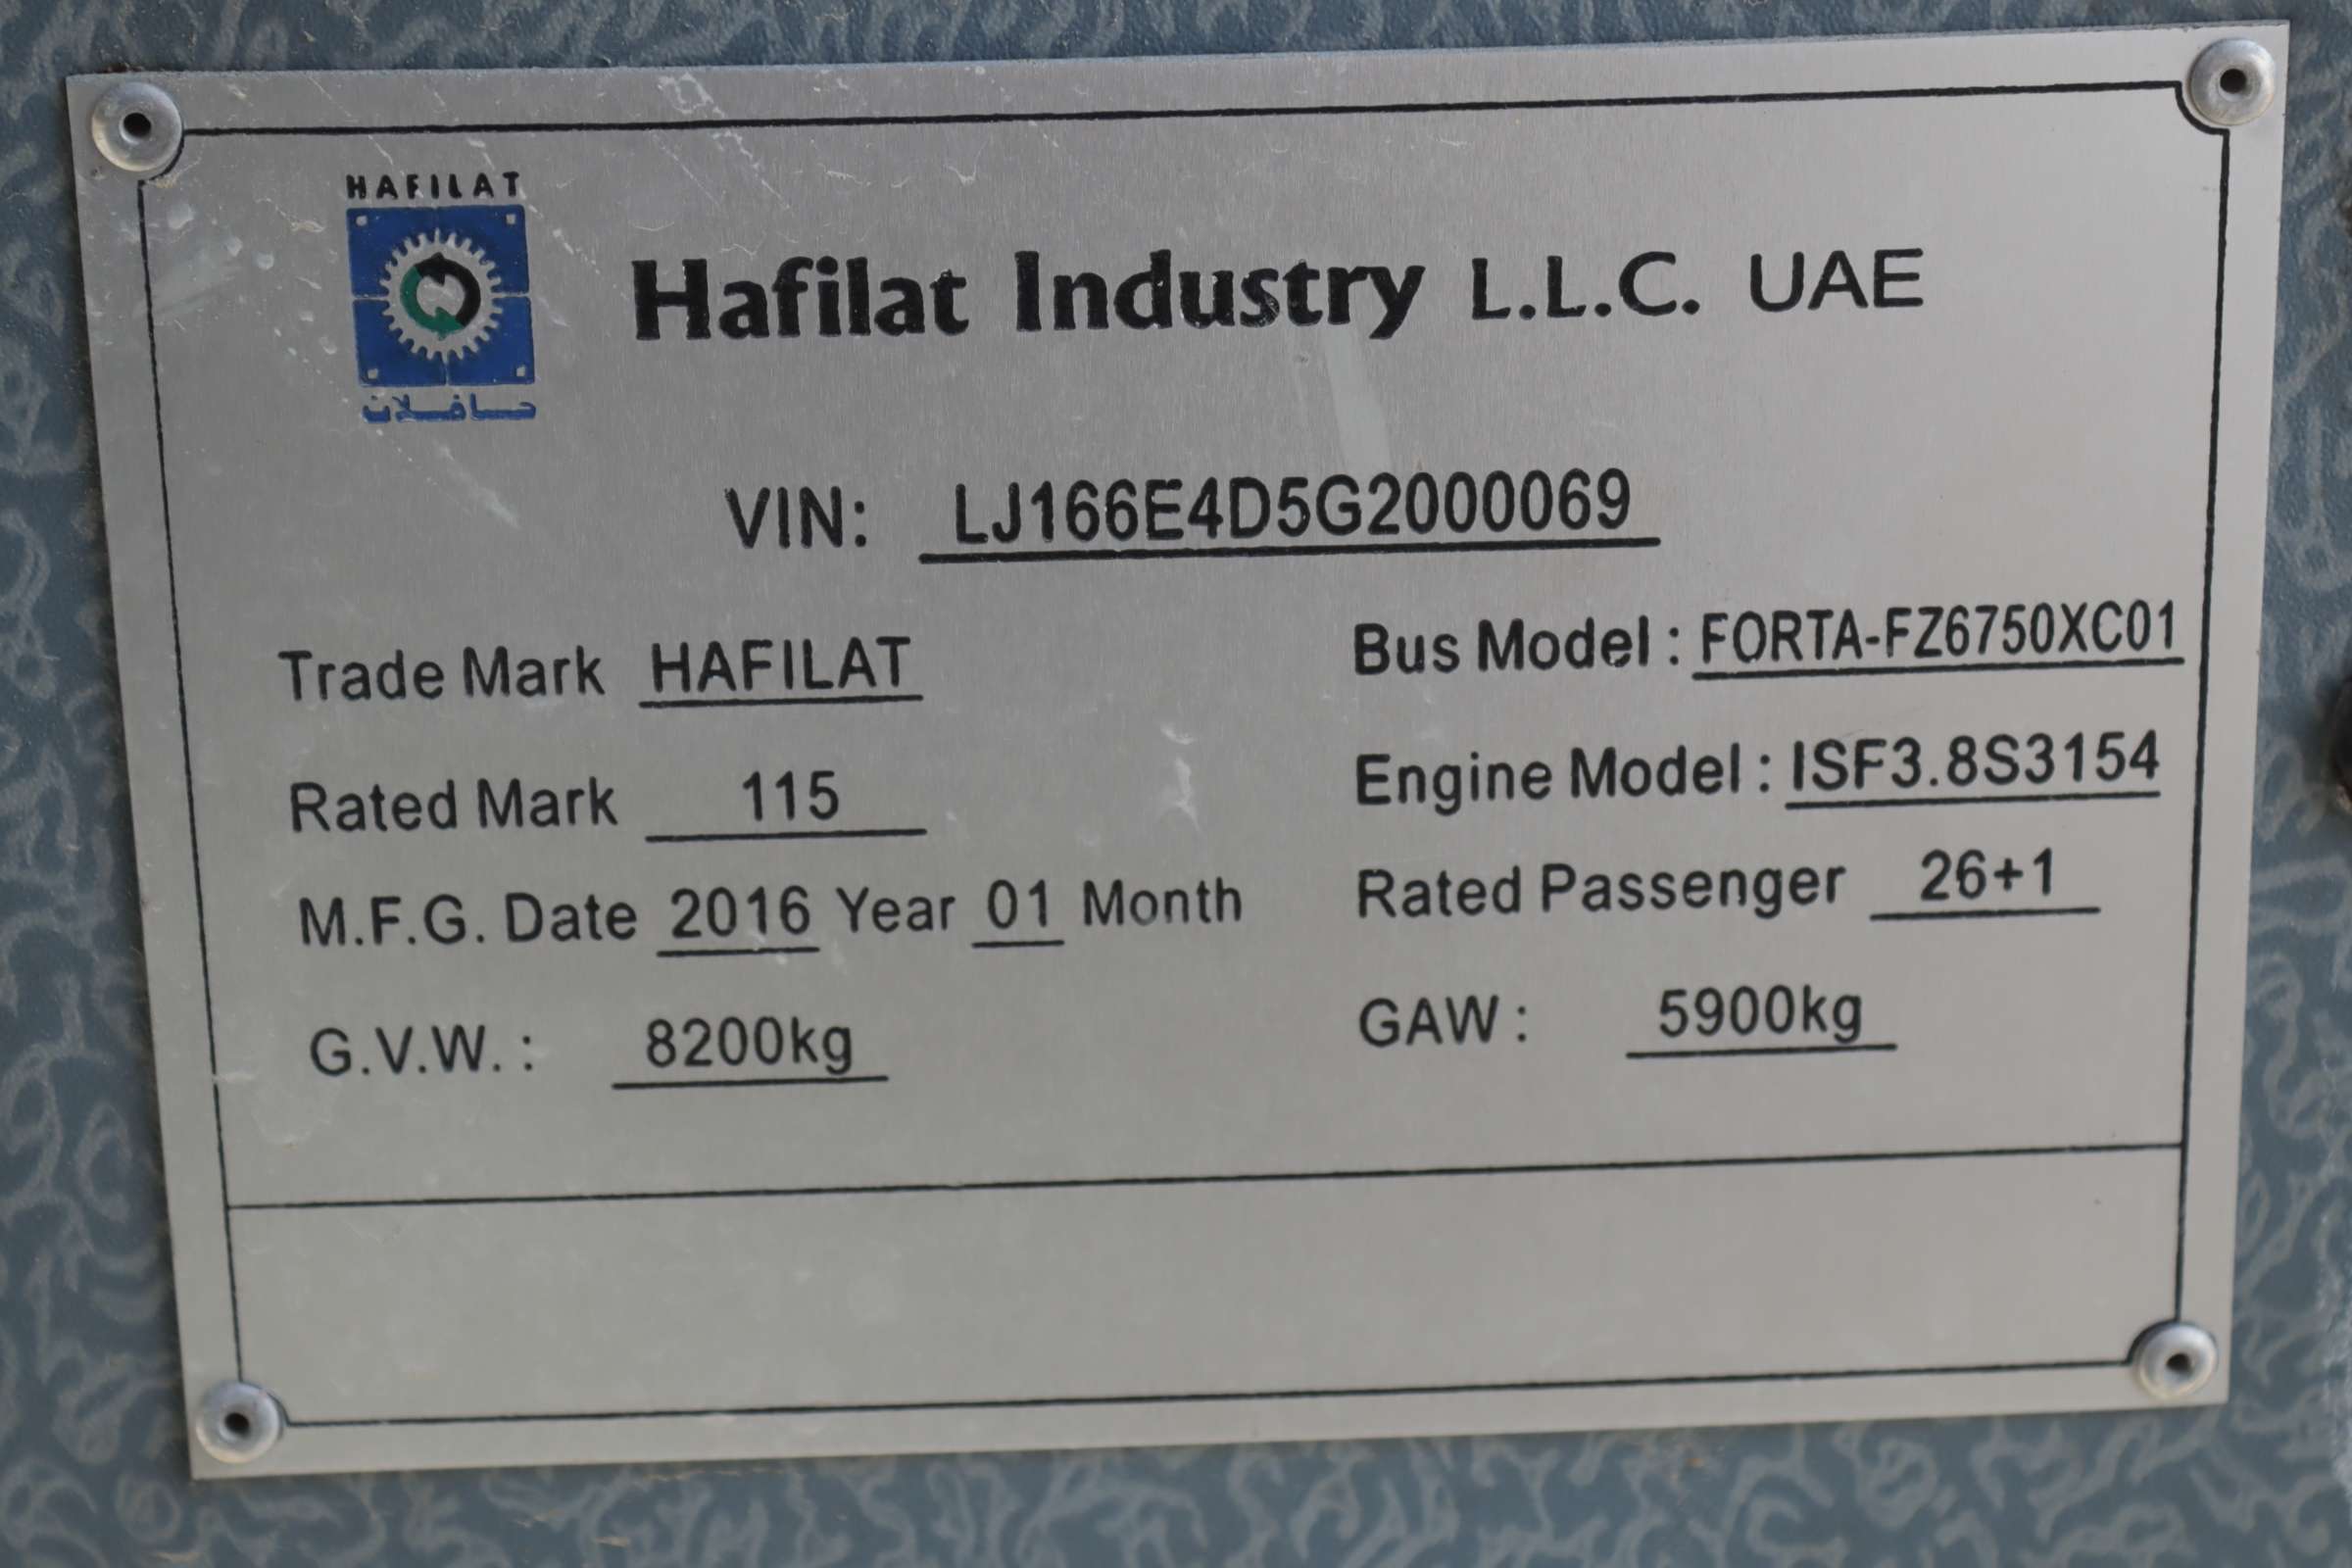 HAFILAT
حافلات
Hafilat Industry L.L.C. UAE
VIN: LJ166E4D5G2000069
Trade Mark HAFILAT
Bus Model : FORTA-FZ6750XC01
Rated Mark 115
Engine Model : ISF3.8S3154
M.F.G. Date 2016 Year 01 Month
Rated Passenger 26+1
G.V.W. : 8200kg
GAW : 5900kg